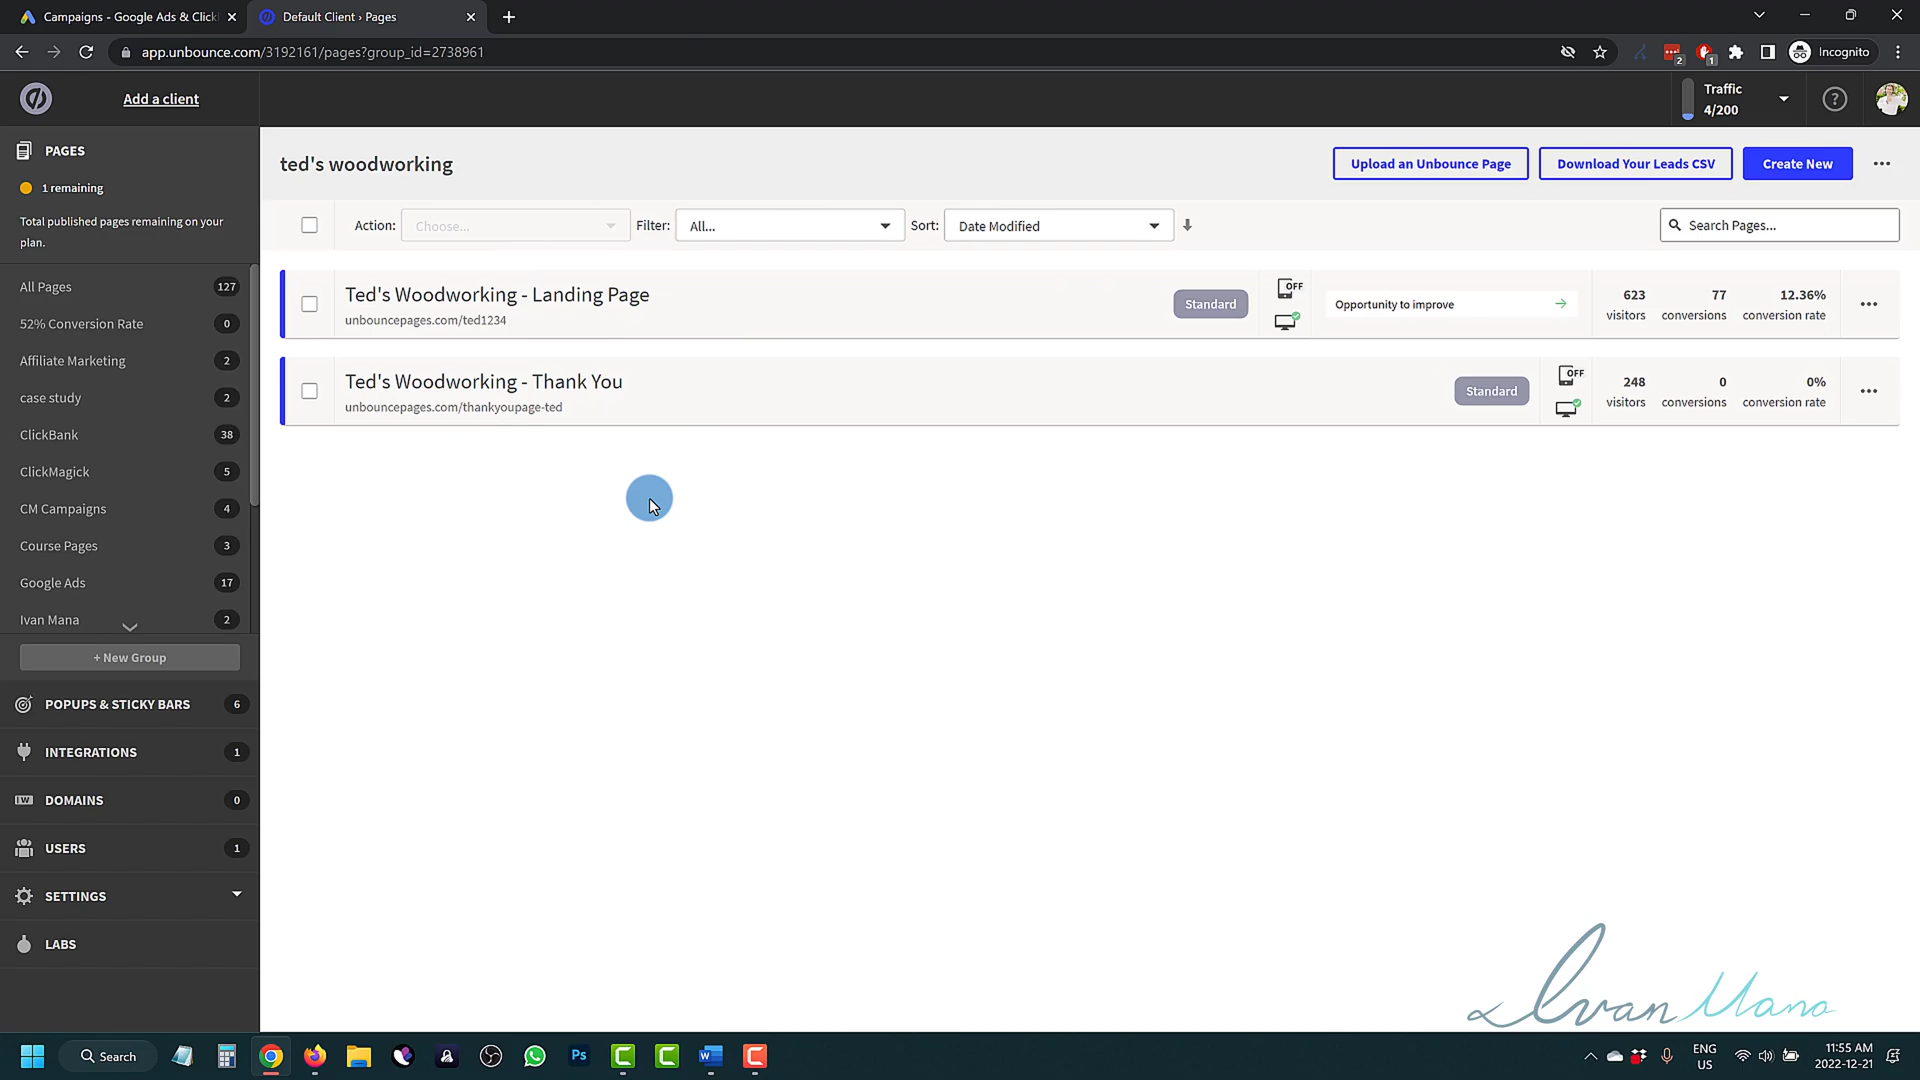 Campaigns - Google Ads & Click
Default Client › Pages
app.unbounce.com/3192161/pages?group_id=2738961
2
1
Incognito
Add a client
Traffic
4/200
PAGES
1 remaining
Total published pages remaining on your
plan.
All Pages 127
52% Conversion Rate 0
Affiliate Marketing 2
case study 2
ClickBank 38
ClickMagick 5
CM Campaigns 4
Course Pages 3
Google Ads 17
Ivan Mana 2
+ New Group
POPUPS & STICKY BARS 6
INTEGRATIONS 1
DOMAINS 0
USERS 1
SETTINGS
LABS
ted's woodworking
Upload an Unbounce Page
Download Your Leads CSV
Create New
Action: Choose... Filter: All... Sort: Date Modified
Search Pages...
Ted's Woodworking - Landing Page
unbouncepages.com/ted1234
Standard
OFF
Opportunity to improve
623 77 12.36%
visitors conversions conversion rate
Ted's Woodworking - Thank You
unbouncepages.com/thankyoupage-ted
Standard
OFF
248 0 0%
visitors conversions conversion rate
Ivan Mana
Search
Ps
ENG
US
11:55 AM
2022-12-21